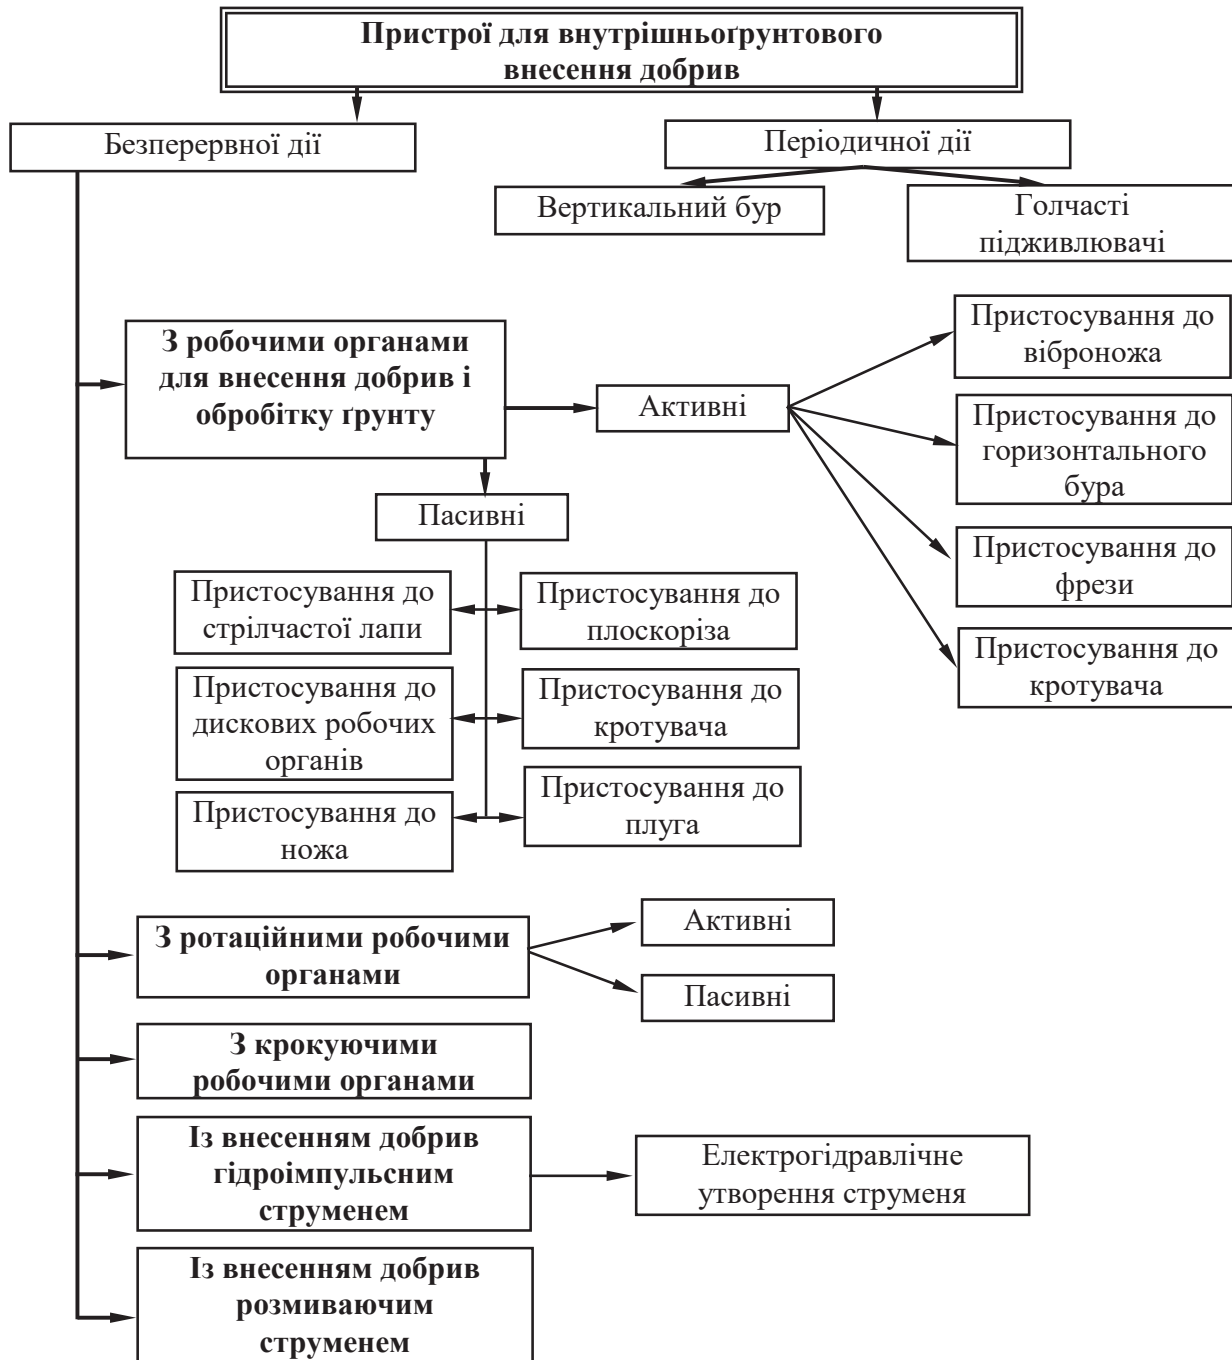 Пристрої для внутрішньоґрунтового
внесення добрив
Безперервної дії
Періодичної дії
Вертикальний бур
Голчасті
підживлювачі
З робочими органами
для внесення добрив і
обробітку ґрунту
Активні
Пристосування до
віброножа
Пристосування до
горизонтального
бура
Пристосування до
фрези
Пристосування до
кротувача
Пасивні
Пристосування до
стрілчастої лапи
Пристосування до
плоскоріза
Пристосування до
дискових робочих
органів
Пристосування до
кротувача
Пристосування до
ножа
Пристосування до
плуга
З ротаційними робочими
органами
Активні
Пасивні
З крокуючими
робочими органами
Із внесенням добрив
гідроімпульсним
струменем
Електрогідравлічне
утворення струменя
Із внесенням добрив
розмиваючим
струменем